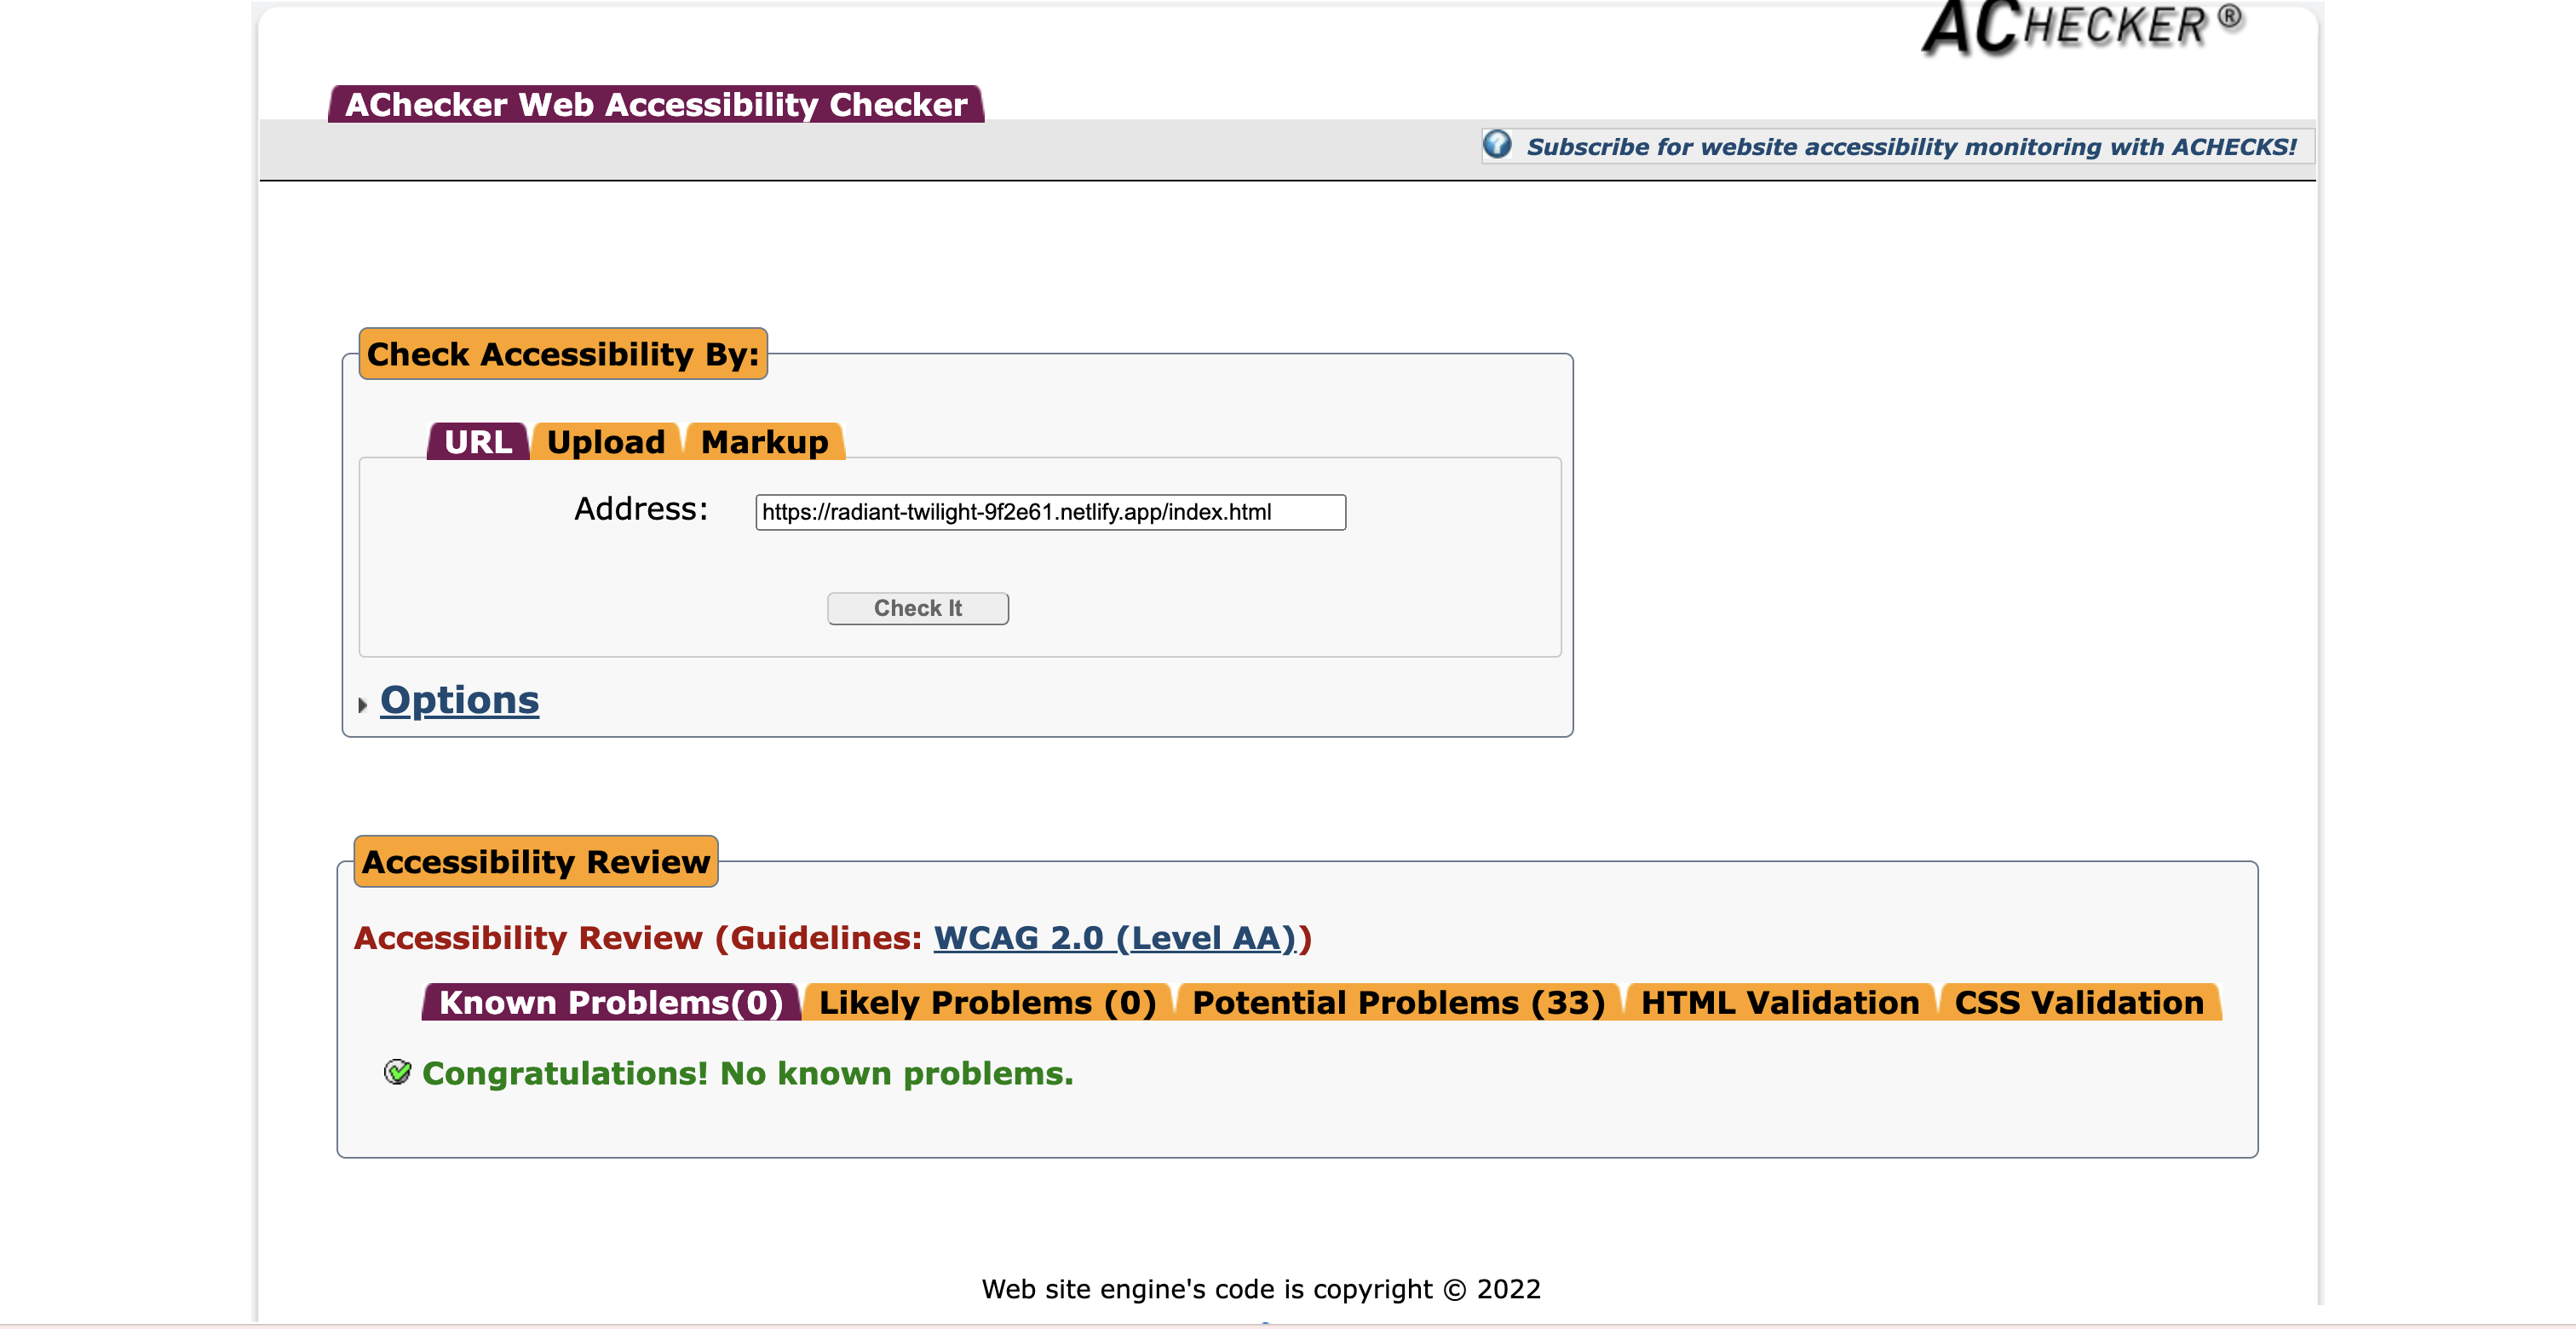 ACHECKER ®
AChecker Web Accessibility Checker
Subscribe for website accessibility monitoring with ACHECKS!
Check Accessibility By:
URL Upload Markup
Address: https://radiant-twilight-9f2e61.netlify.app/index.html
Check It
Options
Accessibility Review
Accessibility Review (Guidelines: WCAG 2.0 (Level AA))
Known Problems(0) Likely Problems (0) Potential Problems (33) HTML Validation CSS Validation
Congratulations! No known problems.
Web site engine's code is copyright © 2022